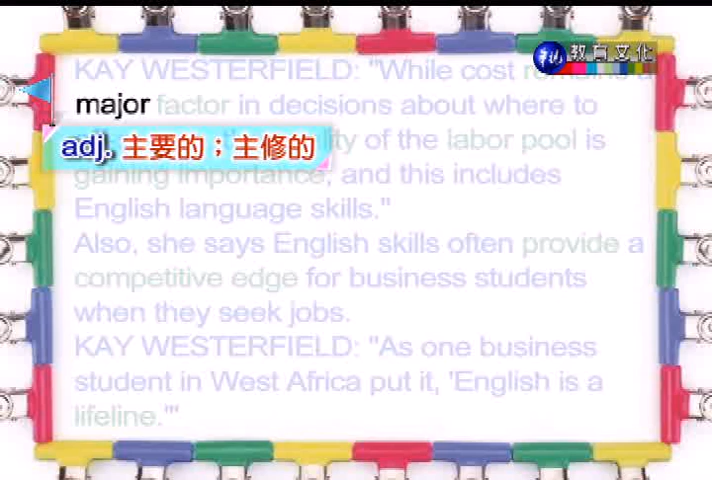 華視 教育文化
KAY WESTERFIELD: "While cost
major factor in decisions about where to
adj. 主要的；主修的 of the labor pool is
gaining importance, and this includes
English language skills."
Also, she says English skills often provide a
competitive edge for business students
when they seek jobs.
KAY WESTERFIELD: "As one business
student in West Africa put it, 'English is a
lifeline.'"